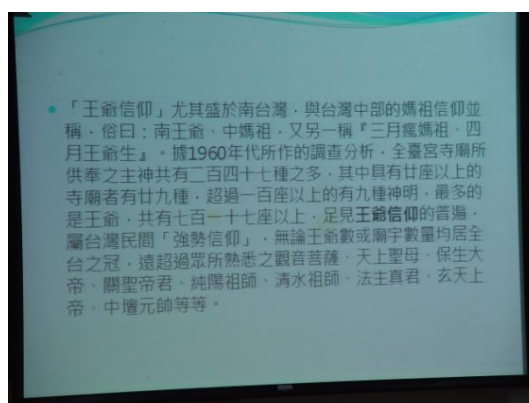 「王爺信仰」尤其盛於南台灣，與台灣中部的媽祖信仰並
稱，俗曰：南王爺、中媽祖，又另一稱『三月瘋媽祖、四
月王爺生』。據1960年代所作的調查分析，全臺宮寺廟所
供奉之主神共有二百四十七種之多，其中具有廿座以上的
寺廟者有廿九種，超過一百座以上的有九種神明，最多的
是王爺，共有七百一十七座以上，足見王爺信仰的普遍，
屬台灣民間「強勢信仰」，無論王爺數或廟宇數量均居全
台之冠，遠超過眾所熟悉之觀音菩薩、天上聖母、保生大
帝、關聖帝君、純陽祖師、清水祖師、法主真君、玄天上
帝、中壇元帥等等。